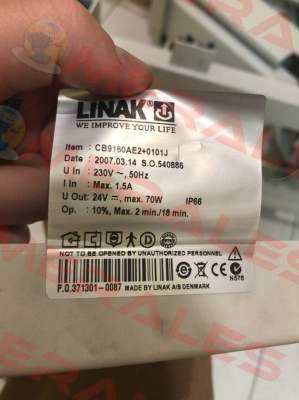 LINAK®
WE IMPROVE YOUR LIFE
Item : CB9160AE2+0101J
Date : 2007.03.14 S.O.540886
U In : 230V ~, 50Hz
I In : Max. 1.5A
U Out: 24V ⎓, max. 70W IP66
Op. : 10%, Max. 2 min./18 min.
NOT TO BE OPENED BY UNAUTHORIZED PERSONNEL
N576
P.O.371301-0087 MADE BY LINAK A/S DENMARK